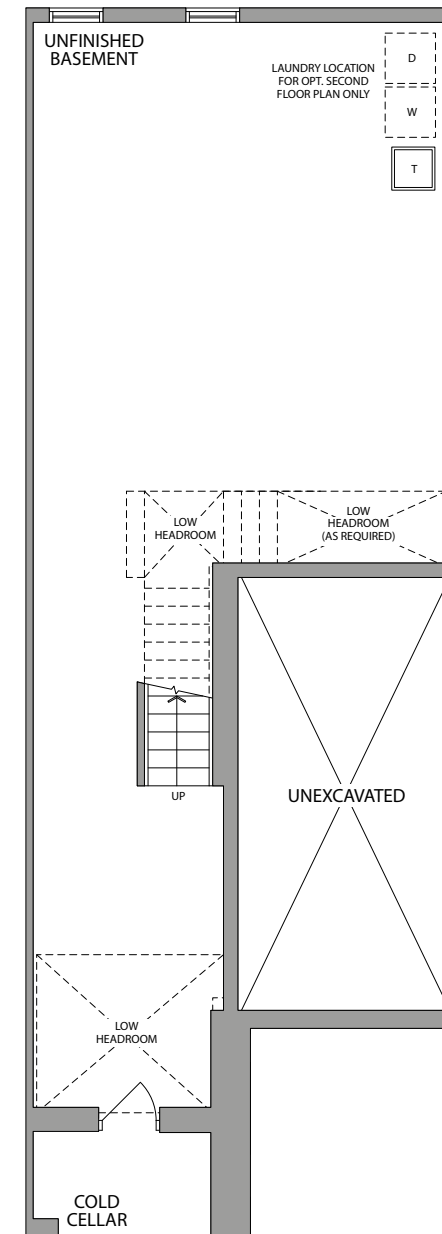 UNFINISHED
BASEMENT
LAUNDRY LOCATION
FOR OPT. SECOND
FLOOR PLAN ONLY
D
W
T
LOW
HEADROOM
LOW
HEADROOM
(AS REQUIRED)
UP
UNEXCAVATED
LOW
HEADROOM
COLD
CELLAR